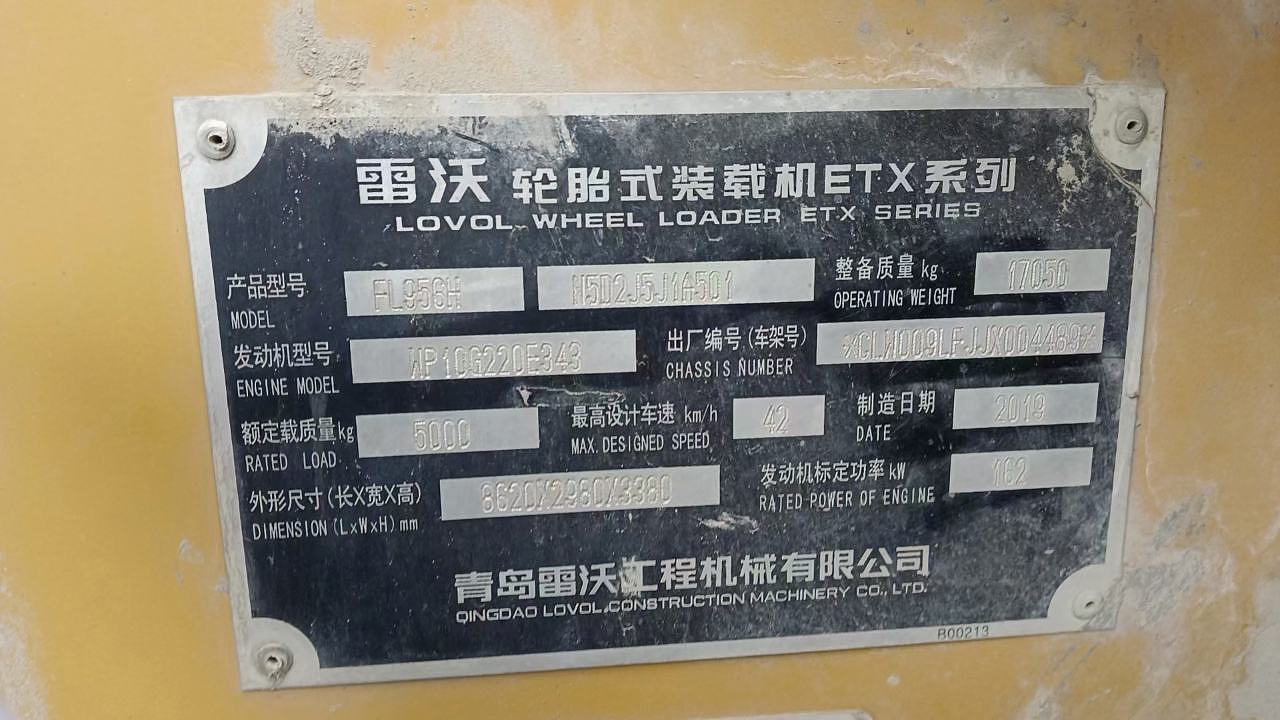 雷沃 轮胎式装载机ETX系列
LOVOL WHEEL LOADER ETX SERIES
产品型号 FL956H N5D2J5J1A501 整备质量 kg 17050
MODEL OPERATING WEIGHT
发动机型号 WP10G220E343 出厂编号(车架号) *CLW009LFJJX004489*
ENGINE MODEL CHASSIS NUMBER
额定载质量kg 5000 最高设计车速 km/h 42 制造日期 2019
RATED LOAD MAX.DESIGNED SPEED DATE
外形尺寸(长X宽X高) 8620X2980X3380 发动机标定功率 kW 162
DIMENSION(LxWxH)mm RATED POWER OF ENGINE
青岛雷沃工程机械有限公司
QINGDAO LOVOL CONSTRUCTION MACHINERY CO., LTD.
B00213